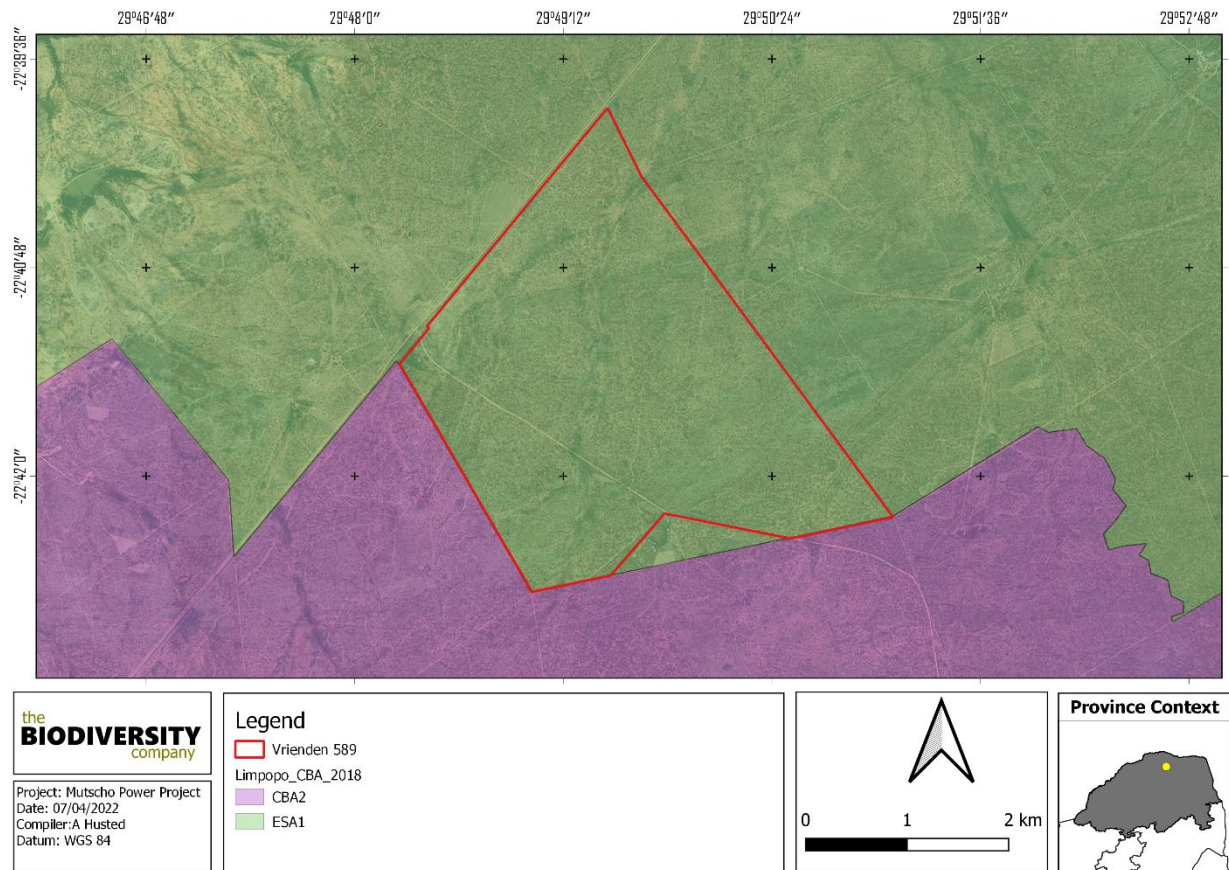 29°46′48″ 29°48′0″ 29°49′12″ 29°50′24″ 29°51′36″ 29°52′48″
-22°39′36″
-22°40′48″
-22°42′0″
the
BIODIVERSITY
company
Project: Mutscho Power Project
Date: 07/04/2022
Compiler:A Husted
Datum: WGS 84
Legend
Vrienden 589
Limpopo_CBA_2018
CBA2
ESA1
0 1 2 km
Province Context